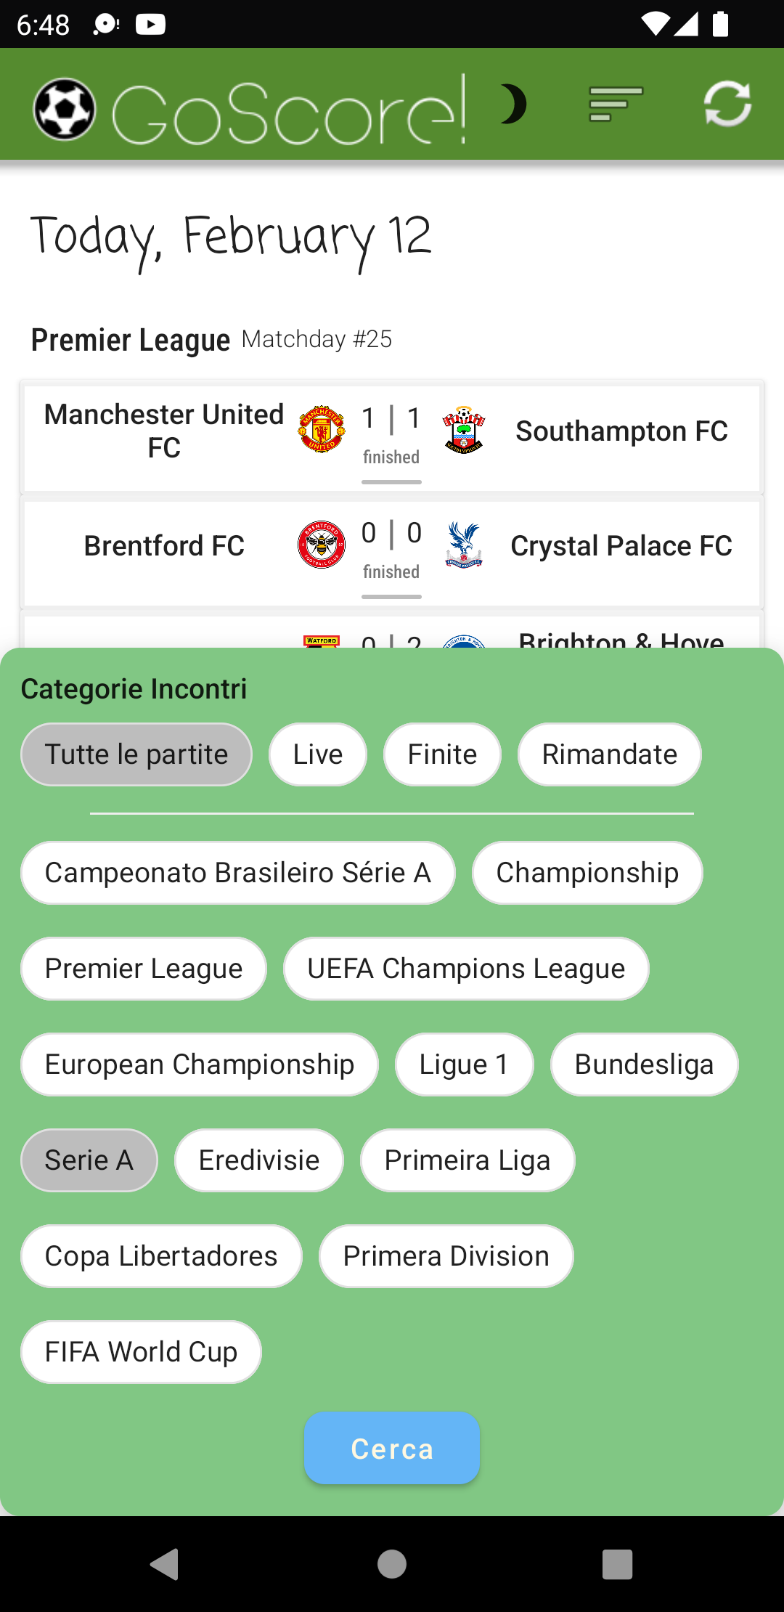 6:48
GoScore!
Today, February 12
Premier League Matchday #25
Manchester United FC 1 | 1 Southampton FC
finished
Brentford FC 0 | 0 Crystal Palace FC
finished
WATFORD 0 | 2 Brighton & Hove
Categorie Incontri
Tutte le partite Live Finite Rimandate
Campeonato Brasileiro Série A Championship
Premier League UEFA Champions League
European Championship Ligue 1 Bundesliga
Serie A Eredivisie Primeira Liga
Copa Libertadores Primera Division
FIFA World Cup
Cerca